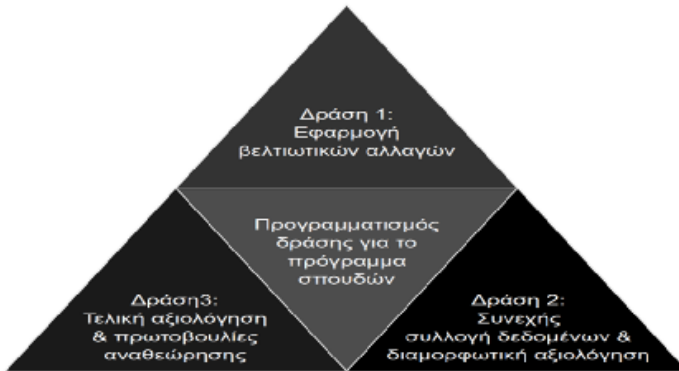 Δράση 1:
Εφαρμογή
βελτιωτικών αλλαγών
Προγραμματισμός
δράσης για το
πρόγραμμα
σπουδών
Δράση3:
Τελική αξιολόγηση
& πρωτοβουλίες
αναθεώρησης
Δράση 2:
Συνεχής
συλλογή δεδομένων &
διαμορφωτική αξιολόγηση